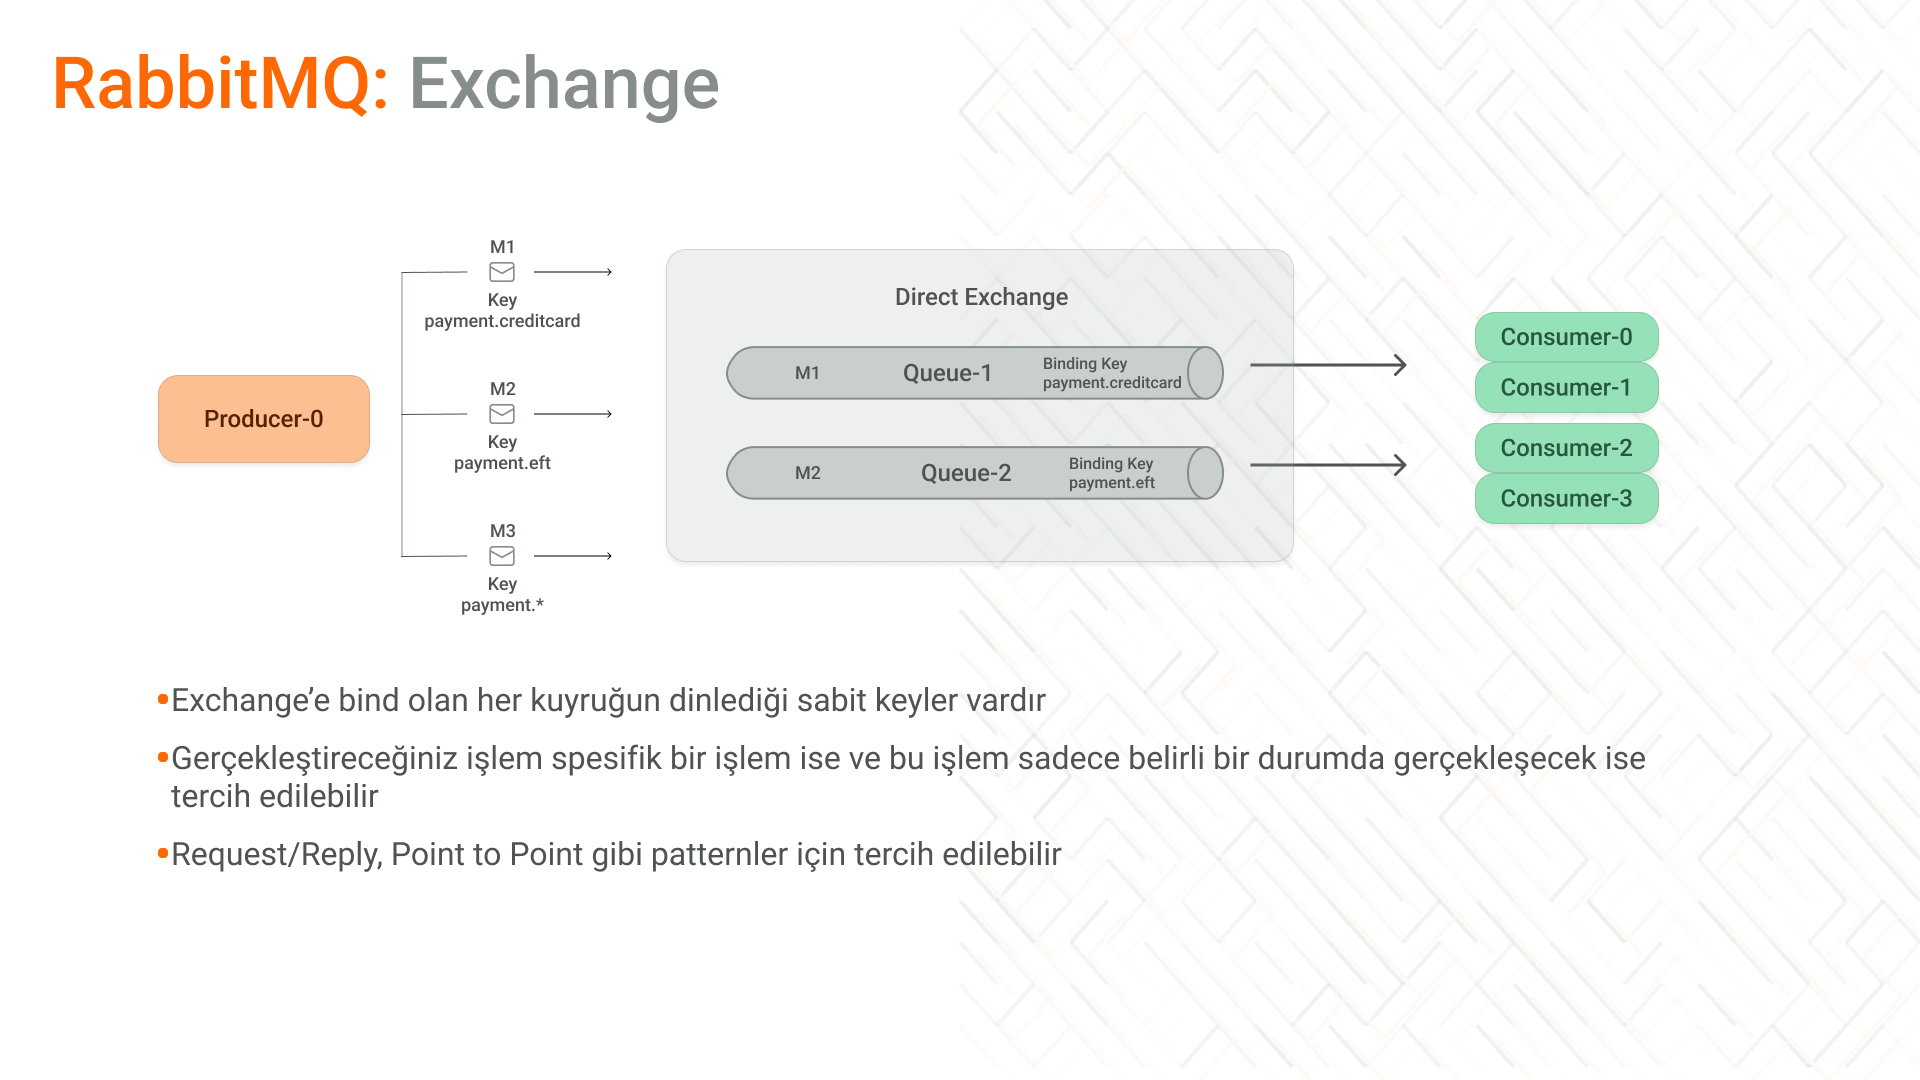 RabbitMQ: Exchange
M1
Key
payment.creditcard
Producer-0
M2
Key
payment.eft
M3
Key
payment.*
Direct Exchange
M1
Queue-1
Binding Key
payment.creditcard
M2
Queue-2
Binding Key
payment.eft
Consumer-0
Consumer-1
Consumer-2
Consumer-3
•Exchange’e bind olan her kuyruğun dinlediği sabit keyler vardır
•Gerçekleştireceğiniz işlem spesifik bir işlem ise ve bu işlem sadece belirli bir durumda gerçekleşecek ise
tercih edilebilir
•Request/Reply, Point to Point gibi patternler için tercih edilebilir